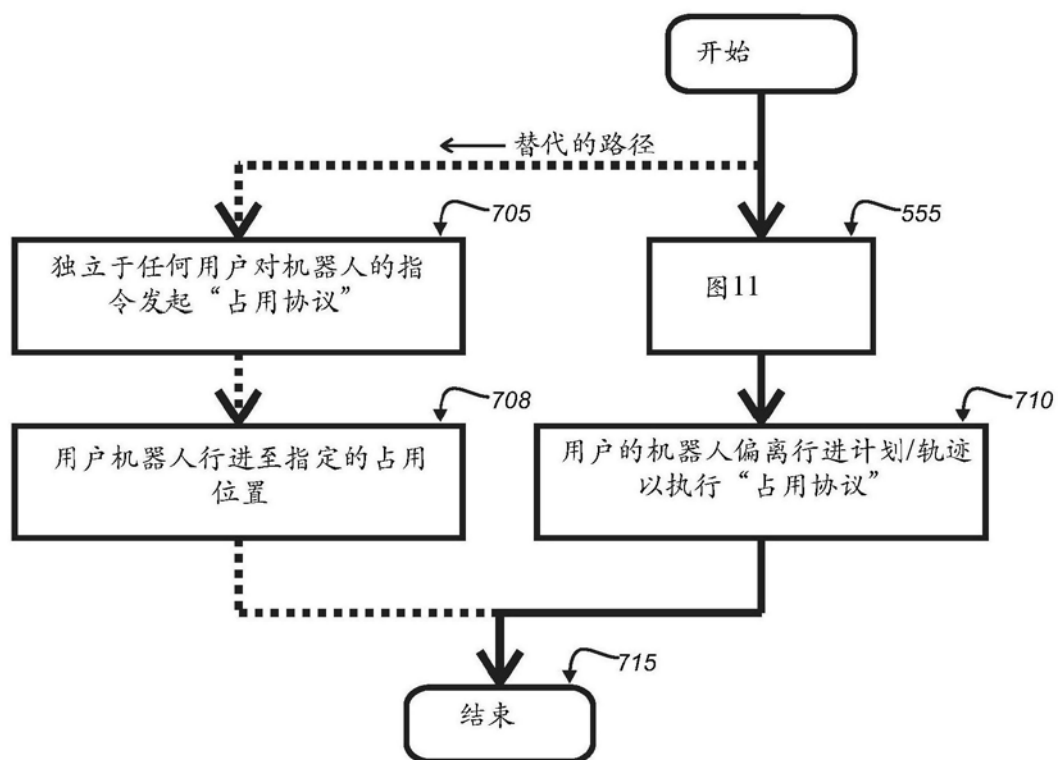 开始
← 替代的路径
705
555
独立于任何用户对机器人的指
令发起“占用协议”
图11
708
710
用户机器人行进至指定的占用
位置
用户的机器人偏离行进计划/轨迹
以执行“占用协议”
715
结束